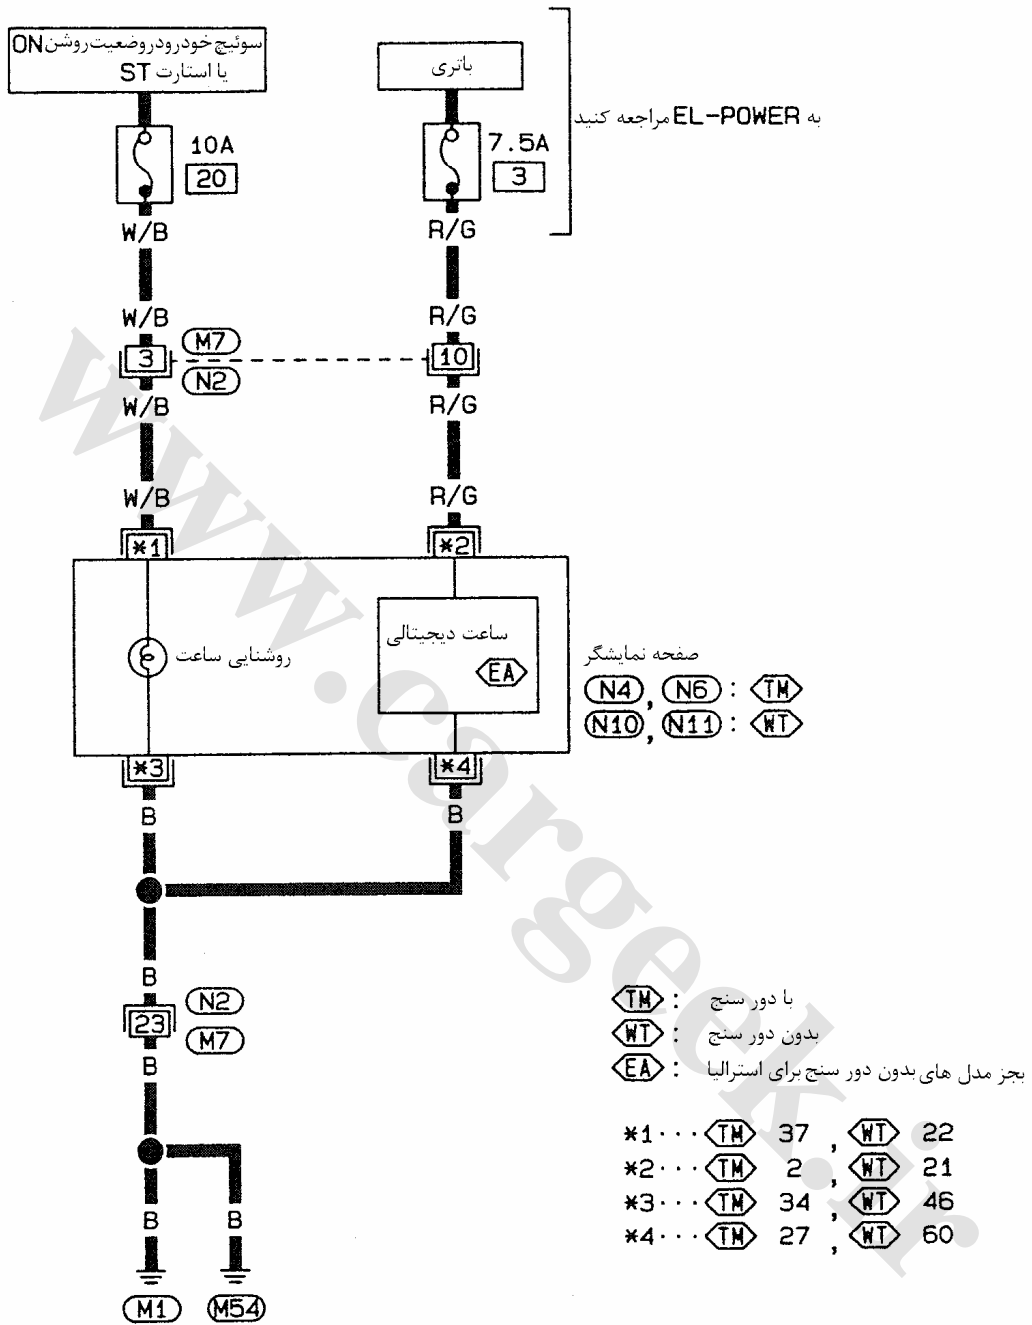 سوئیچ خودرودروضعیت روشن ON
یا استارت ST
باتری
به EL-POWER مراجعه کنید
10A
20
7.5A
3
W/B
R/G
W/B
R/G
3
M7
N2
10
W/B
R/G
W/B
R/G
*1
*2
روشنایی ساعت
ساعت دیجیتالی
EA
صفحه نمایشگر
N4 , N6 : TM
N10 , N11 : WT
*3
*4
B
B
B
23
N2
M7
B
B
B
M1
M54
TM : با دور سنج
WT : بدون دور سنج
EA : بجز مدل های بدون دور سنج برای استرالیا
*1··· TM 37 , WT 22
*2··· TM 2 , WT 21
*3··· TM 34 , WT 46
*4··· TM 27 , WT 60
www.cargeek.ir